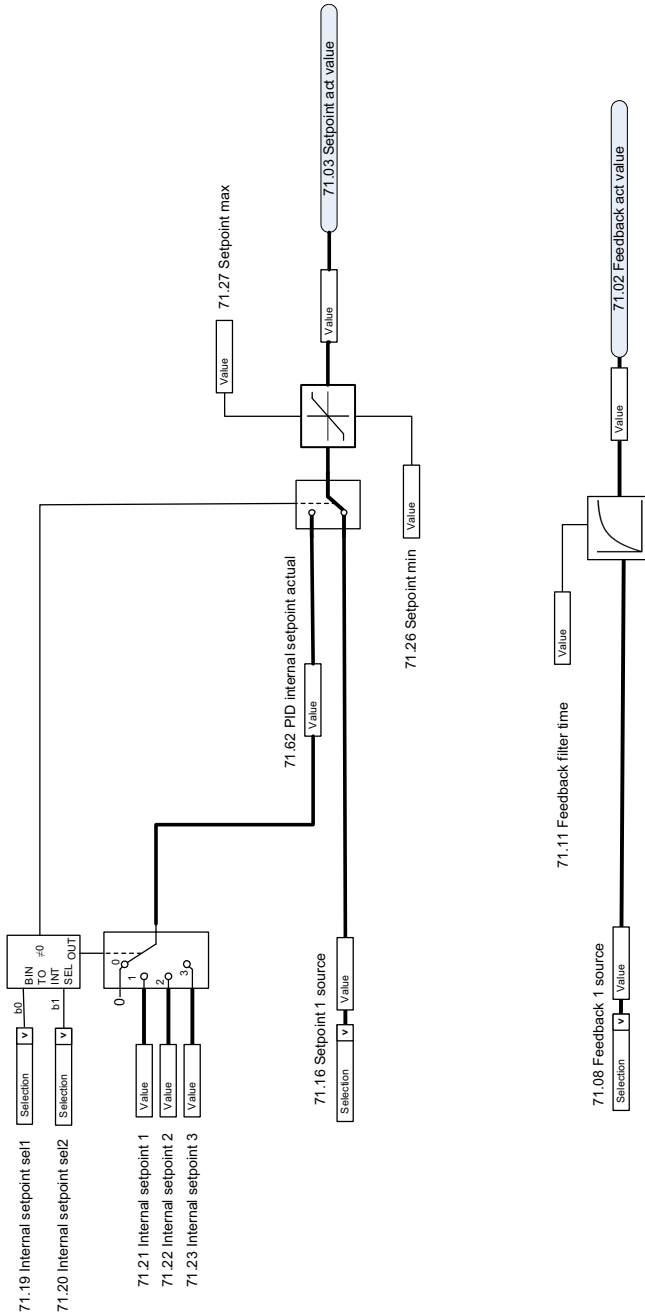 71.19 Internal setpoint sel1
Selection v
b0
71.20 Internal setpoint sel2
Selection v
b1
BIN
TO
INT
SEL OUT
≠0
0
0
1
2
3
71.21 Internal setpoint 1
Value
71.22 Internal setpoint 2
Value
71.23 Internal setpoint 3
Value
71.62 PID internal setpoint actual
Value
71.16 Setpoint 1 source
Selection v
Value
71.27 Setpoint max
Value
71.26 Setpoint min
Value
Value
71.03 Setpoint act value
71.11 Feedback filter time
Value
71.08 Feedback 1 source
Selection v
Value
Value
71.02 Feedback act value